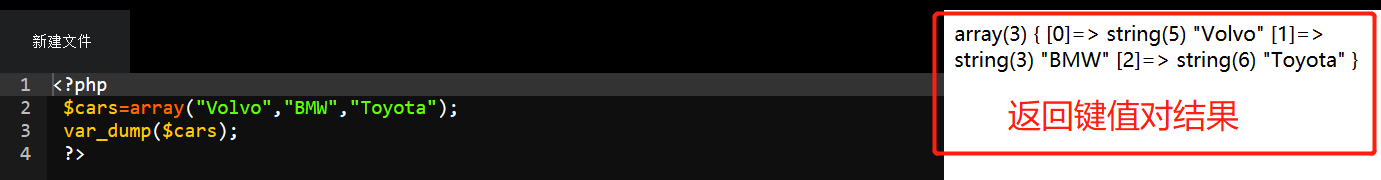 新建文件
1 <?php
2 $cars=array("Volvo","BMW","Toyota");
3 var_dump($cars);
4 ?>
array(3) { [0]=> string(5) "Volvo" [1]=>
string(3) "BMW" [2]=> string(6) "Toyota" }
返回键值对结果